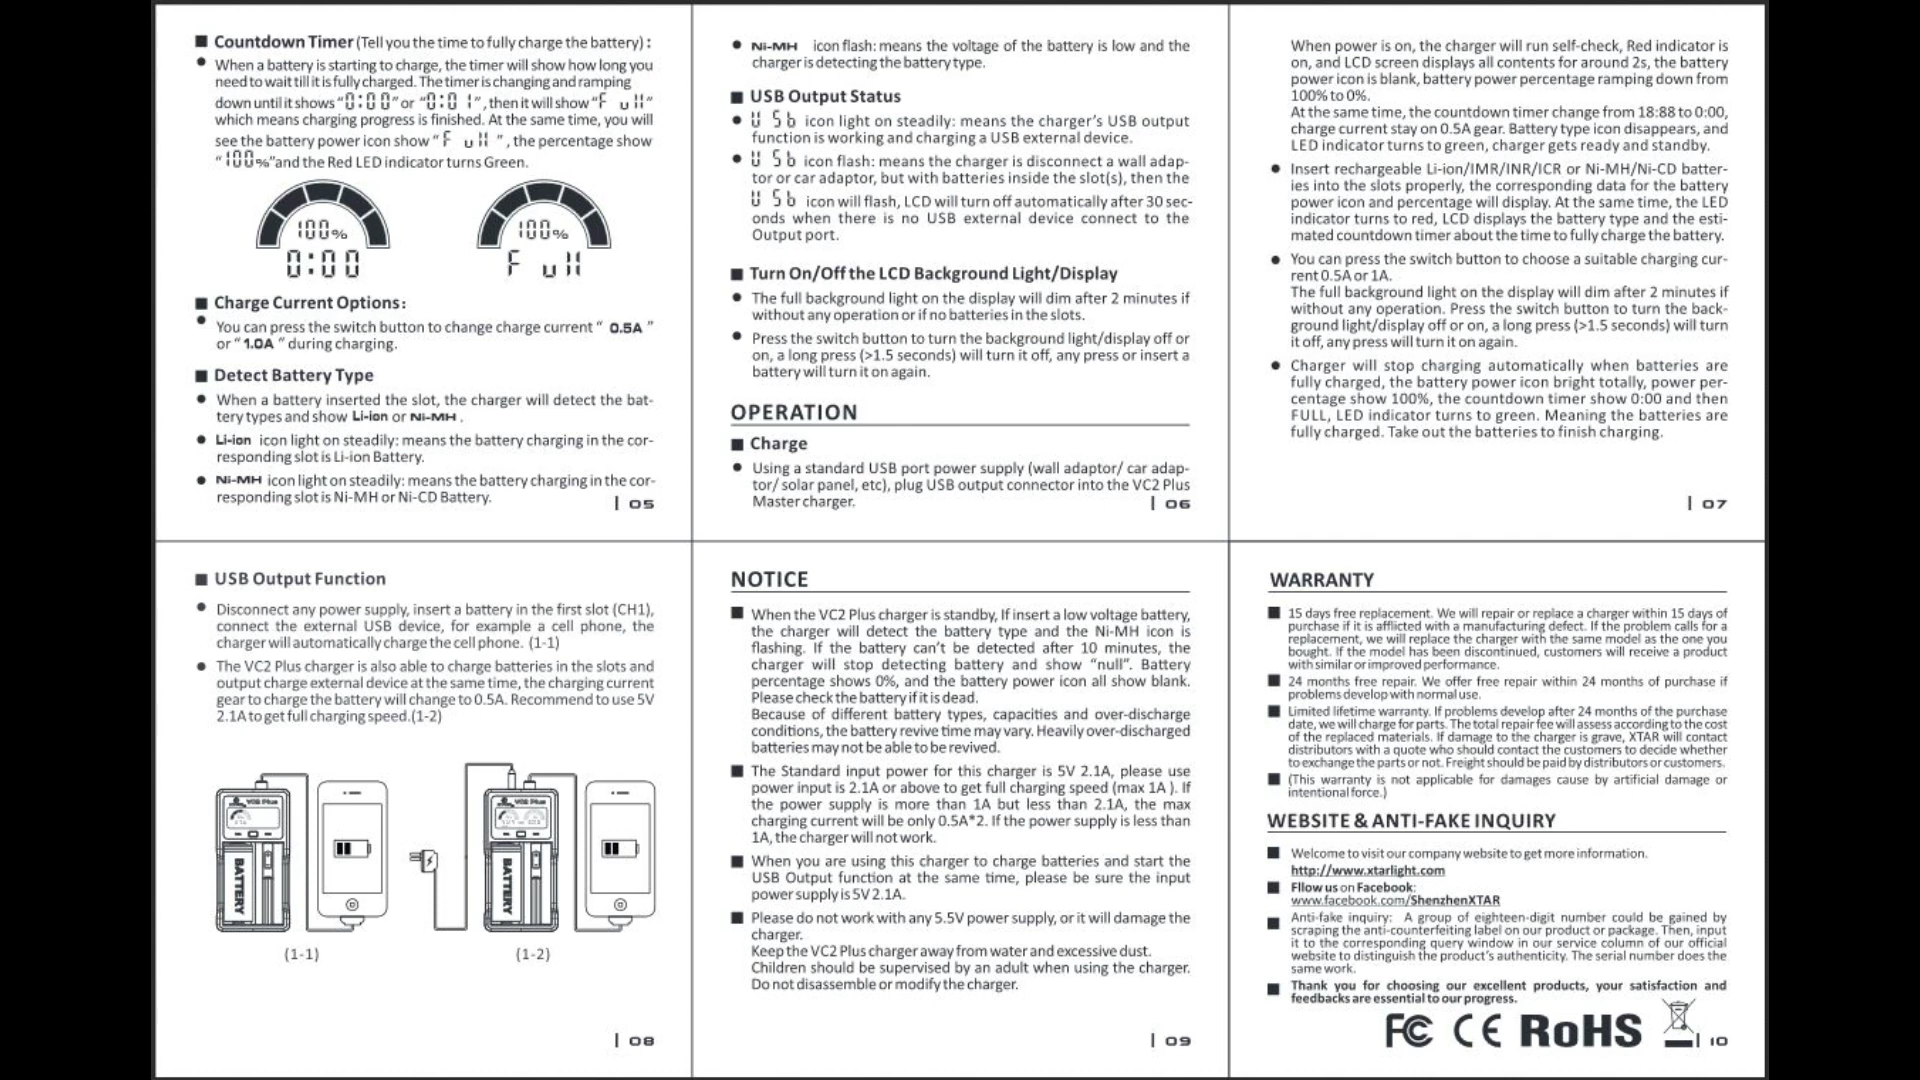 ■ Countdown Timer (Tell you the time to fully charge the battery) :
● When a battery is starting to charge, the timer will show how long you
need to wait till it is fully charged. The timer is changing and ramping
down until it shows “0:00” or “0:01”, then it will show “F ull”
which means charging progress is finished. At the same time, you will
see the battery power icon show “F ull”, the percentage show
“100%”and the Red LED indicator turns Green.
100% 100%
0:00 F ull
■ Charge Current Options:
● You can press the switch button to change charge current “ 0.5A ”
or “ 1.0A ” during charging.
■ Detect Battery Type
● When a battery inserted the slot, the charger will detect the bat-
tery types and show Li-ion or Ni-MH .
● Li-ion icon light on steadily: means the battery charging in the cor-
responding slot is Li-ion Battery.
● Ni-MH icon light on steadily: means the battery charging in the cor-
responding slot is Ni-MH or Ni-CD Battery.
| 05
● Ni-MH icon flash: means the voltage of the battery is low and the
charger is detecting the battery type.
■ USB Output Status
● U S b icon light on steadily: means the charger's USB output
function is working and charging a USB external device.
● U S b icon flash: means the charger is disconnect a wall adap-
tor or car adaptor, but with batteries inside the slot(s), then the
U S b icon will flash, LCD will turn off automatically after 30 sec-
onds when there is no USB external device connect to the
Output port.
■ Turn On/Off the LCD Background Light/Display
● The full background light on the display will dim after 2 minutes if
without any operation or if no batteries in the slots.
● Press the switch button to turn the background light/display off or
on, a long press (>1.5 seconds) will turn it off, any press or insert a
battery will turn it on again.
OPERATION
■ Charge
● Using a standard USB port power supply (wall adaptor/ car adap-
tor/ solar panel, etc), plug USB output connector into the VC2 Plus
Master charger.
| 06
When power is on, the charger will run self-check, Red indicator is
on, and LCD screen displays all contents for around 2s, the battery
power icon is blank, battery power percentage ramping down from
100% to 0%.
At the same time, the countdown timer change from 18:88 to 0:00,
charge current stay on 0.5A gear. Battery type icon disappears, and
LED indicator turns to green, charger gets ready and standby.
● Insert rechargeable Li-ion/IMR/INR/ICR or Ni-MH/Ni-CD batter-
ies into the slots properly, the corresponding data for the battery
power icon and percentage will display. At the same time, the LED
indicator turns to red, LCD displays the battery type and the esti-
mated countdown timer about the time to fully charge the battery.
● You can press the switch button to choose a suitable charging cur-
rent 0.5A or 1A.
The full background light on the display will dim after 2 minutes if
without any operation. Press the switch button to turn the back-
ground light/display off or on, a long press (>1.5 seconds) will turn
it off, any press will turn it on again.
● Charger will stop charging automatically when batteries are
fully charged, the battery power icon bright totally, power per-
centage show 100%, the countdown timer show 0:00 and then
FULL, LED indicator turns to green. Meaning the batteries are
fully charged. Take out the batteries to finish charging.
| 07
■ USB Output Function
● Disconnect any power supply, insert a battery in the first slot (CH1),
connect the external USB device, for example a cell phone, the
charger will automatically charge the cell phone. (1-1)
● The VC2 Plus charger is also able to charge batteries in the slots and
output charge external device at the same time, the charging current
gear to charge the battery will change to 0.5A. Recommend to use 5V
2.1A to get full charging speed.(1-2)
VC2 Plus VC2 Plus
BATTERY BATTERY
(1-1) (1-2)
| 08
NOTICE
■ When the VC2 Plus charger is standby, If insert a low voltage battery,
the charger will detect the battery type and the Ni-MH icon is
flashing. If the battery can't be detected after 10 minutes, the
charger will stop detecting battery and show “null”. Battery
percentage shows 0%, and the battery power icon all show blank.
Please check the battery if it is dead.
Because of different battery types, capacities and over-discharge
conditions, the battery revive time may vary. Heavily over-discharged
batteries may not be able to be revived.
■ The Standard input power for this charger is 5V 2.1A, please use
power input is 2.1A or above to get full charging speed (max 1A ). If
the power supply is more than 1A but less than 2.1A, the max
charging current will be only 0.5A*2. If the power supply is less than
1A, the charger will not work.
■ When you are using this charger to charge batteries and start the
USB Output function at the same time, please be sure the input
power supply is 5V 2.1A.
■ Please do not work with any 5.5V power supply, or it will damage the
charger.
Keep the VC2 Plus charger away from water and excessive dust.
Children should be supervised by an adult when using the charger.
Do not disassemble or modify the charger.
| 09
WARRANTY
■ 15 days free replacement. We will repair or replace a charger within 15 days of
purchase if it is afflicted with a manufacturing defect. If the problem calls for a
replacement, we will replace the charger with the same model as the one you
bought. If the model has been discontinued, customers will receive a product
with similar or improved performance.
■ 24 months free repair. We offer free repair within 24 months of purchase if
problems develop with normal use.
■ Limited lifetime warranty. If problems develop after 24 months of the purchase
date, we will charge for parts. The total repair fee will assess according to the cost
of the replaced materials. If damage to the charger is grave, XTAR will contact
distributors with a quote who should contact the customers to decide whether
to exchange the parts or not. Freight should be paid by distributors or customers.
■ (This warranty is not applicable for damages cause by artificial damage or
intentional force.)
WEBSITE & ANTI-FAKE INQUIRY
■ Welcome to visit our company website to get more information.
http://www.xtarlight.com
■ Fllow us on Facebook:
www.facebook.com/ShenzhenXTAR
■ Anti-fake inquiry: A group of eighteen-digit number could be gained by
scraping the anti-counterfeiting label on our product or package. Then, input
it to the corresponding query window in our service column of our official
website to distinguish the product's authenticity. The serial number does the
same work.
■ Thank you for choosing our excellent products, your satisfaction and
feedbacks are essential to our progress.
FC CE RoHS
| 10